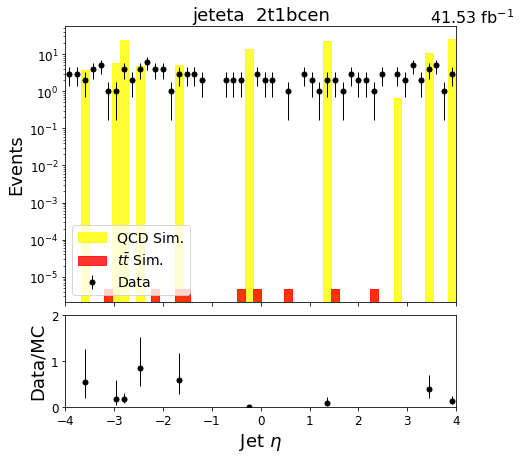 jeteta 2t1bcen
41.53 fb⁻¹
Events
10¹
10⁰
10⁻¹
10⁻²
10⁻³
10⁻⁴
10⁻⁵
QCD Sim.
tt̄ Sim.
Data
Data/MC
2
1
0
−4 −3 −2 −1 0 1 2 3 4
Jet η